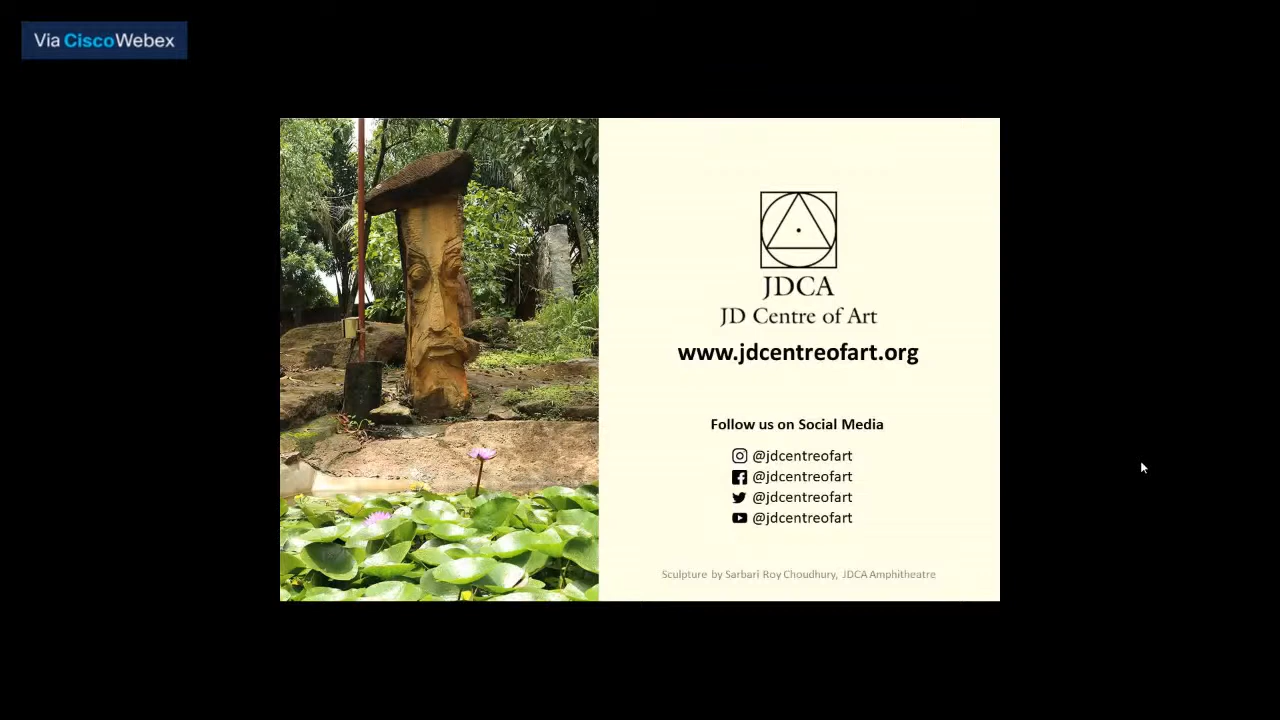 Via CiscoWebex
JDCA
JD Centre of Art
www.jdcentreofart.org
Follow us on Social Media
@jdcentreofart
@jdcentreofart
@jdcentreofart
@jdcentreofart
Sculpture by Sarbari Roy Choudhury, JDCA Amphitheatre